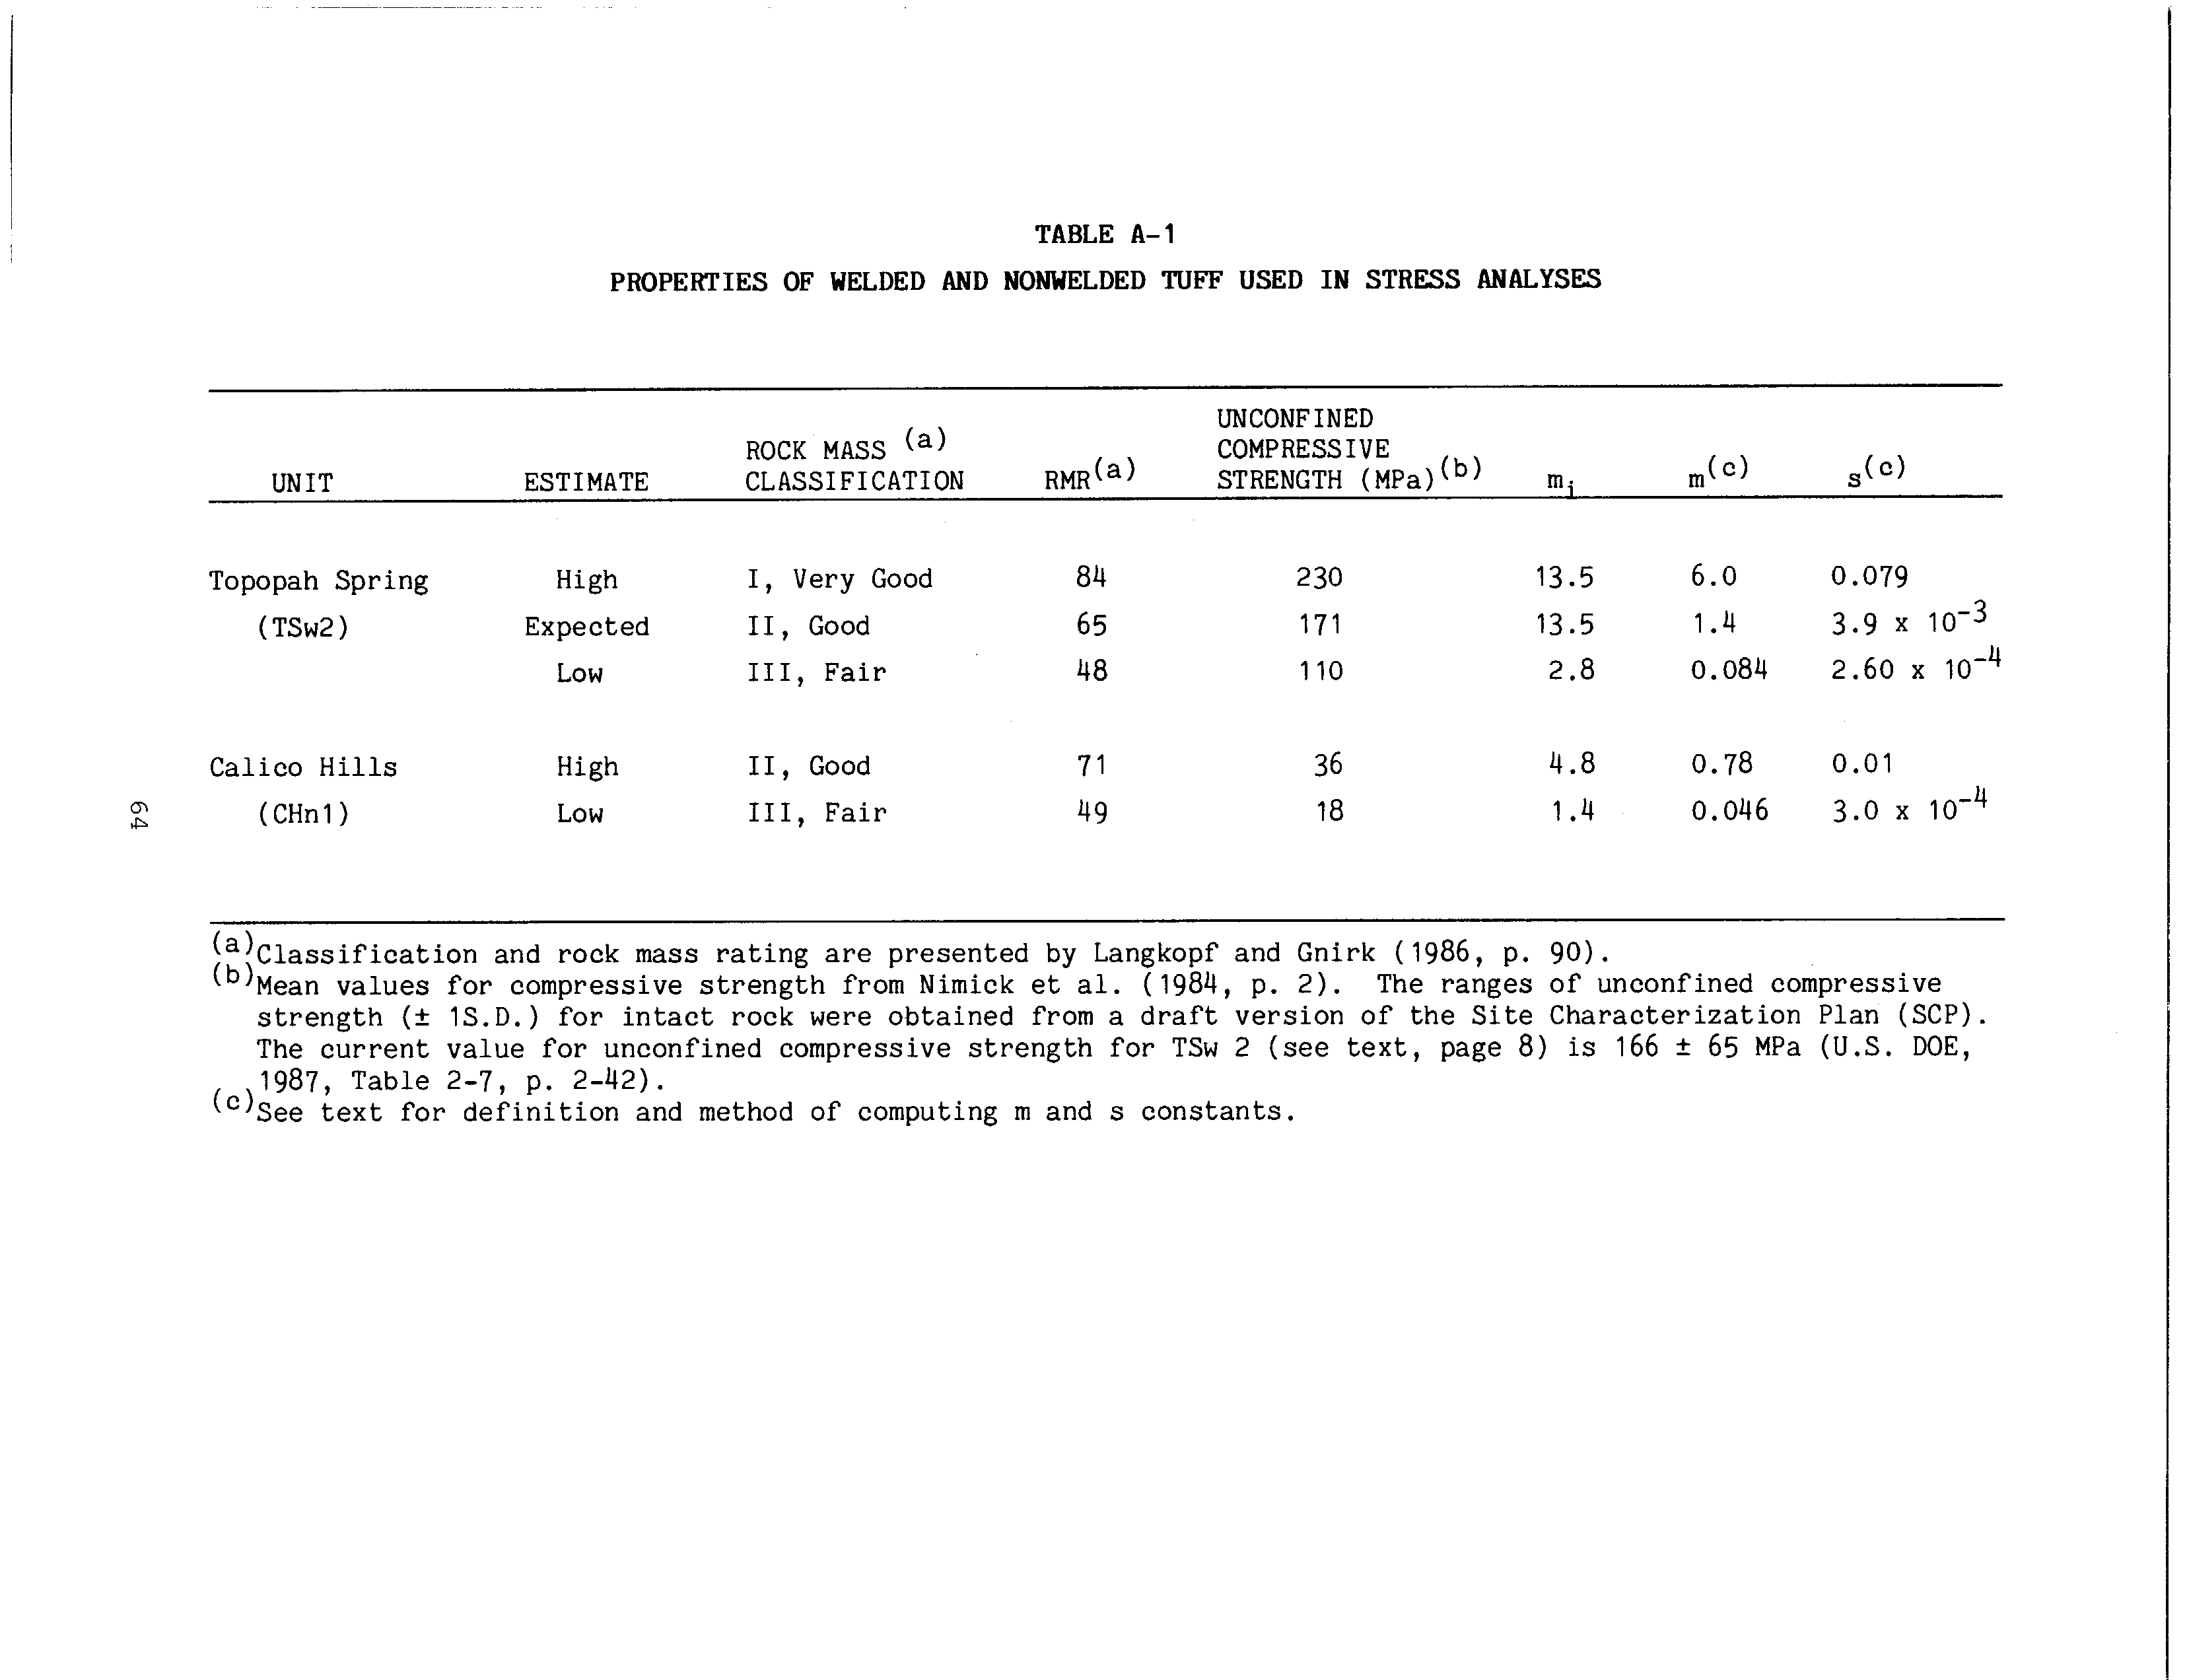 TABLE A-1
PROPERTIES OF WELDED AND NONWELDED TUFF USED IN STRESS ANALYSES
UNIT ESTIMATE ROCK MASS (a) CLASSIFICATION RMR(a) UNCONFINED COMPRESSIVE STRENGTH (MPa)(b) mi m(c) s(c)
Topopah Spring High I, Very Good 84 230 13.5 6.0 0.079
(TSw2) Expected II, Good 65 171 13.5 1.4 3.9 x 10⁻³
Low III, Fair 48 110 2.8 0.084 2.60 x 10⁻⁴
Calico Hills High II, Good 71 36 4.8 0.78 0.01
(CHn1) Low III, Fair 49 18 1.4 0.046 3.0 x 10⁻⁴
(a)Classification and rock mass rating are presented by Langkopf and Gnirk (1986, p. 90).
(b)Mean values for compressive strength from Nimick et al. (1984, p. 2). The ranges of unconfined compressive
strength (± 1S.D.) for intact rock were obtained from a draft version of the Site Characterization Plan (SCP).
The current value for unconfined compressive strength for TSw 2 (see text, page 8) is 166 ± 65 MPa (U.S. DOE,
1987, Table 2-7, p. 2-42).
(c)See text for definition and method of computing m and s constants.
64